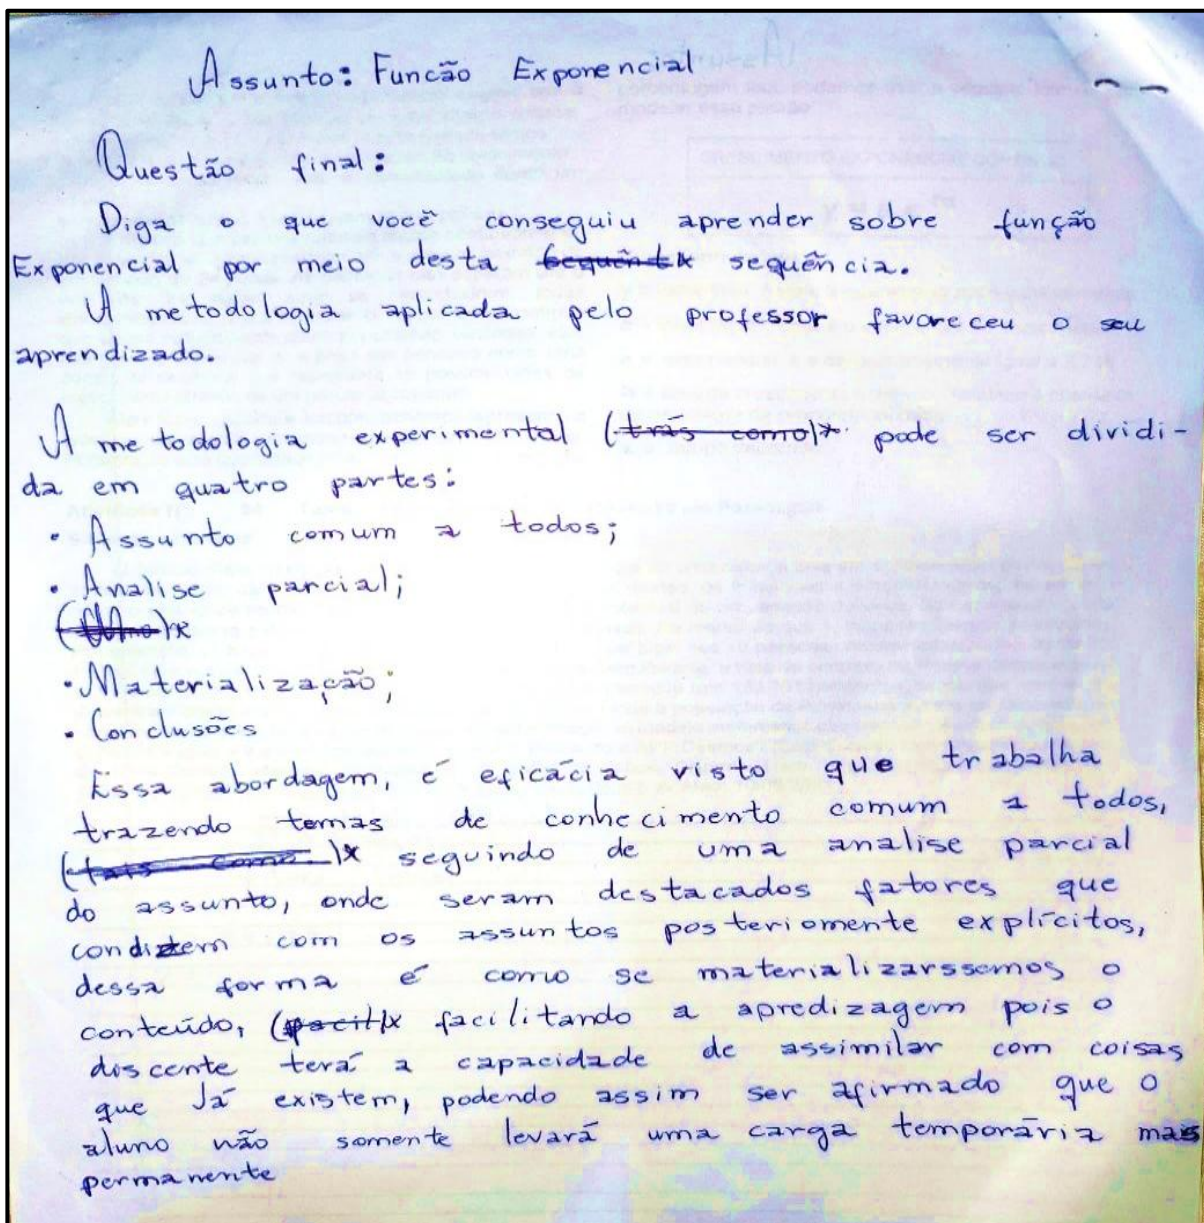 Assunto: Funcão Exponencial
Questão final:
Diga o que você conseguiu aprender sobre função
Exponencial por meio desta sequência.
A metodologia aplicada pelo professor favoreceu o seu
aprendizado.
A metodologia experimental (trás como)* pode ser dividi-
da em quatro partes:
• Assunto comum a todos;
• Analise parcial;
• Materialização;
• Conclusões
Essa abordagem, é eficácia visto que trabalha
trazendo temas de conhecimento comum a todos,
(tais como )* seguindo de uma analise parcial
do assunto, onde seram destacados fatores que
condizem com os assuntos posteriomente explícitos,
dessa forma é como se materializarssemos o
conteúdo, (facit)* facilitando a apredizagem pois o
discente terá a capacidade de assimilar com coisas
que Já existem, podendo assim ser afirmado que o
aluno não somente levará uma carga temporária mas
permanente